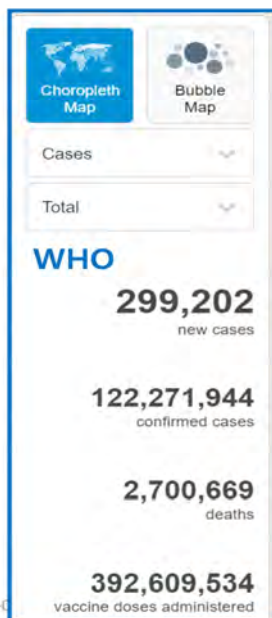 Choropleth
Map
Bubble
Map
Cases
Total
WHO
299,202
new cases
122,271,944
confirmed cases
2,700,669
deaths
392,609,534
vaccine doses administered